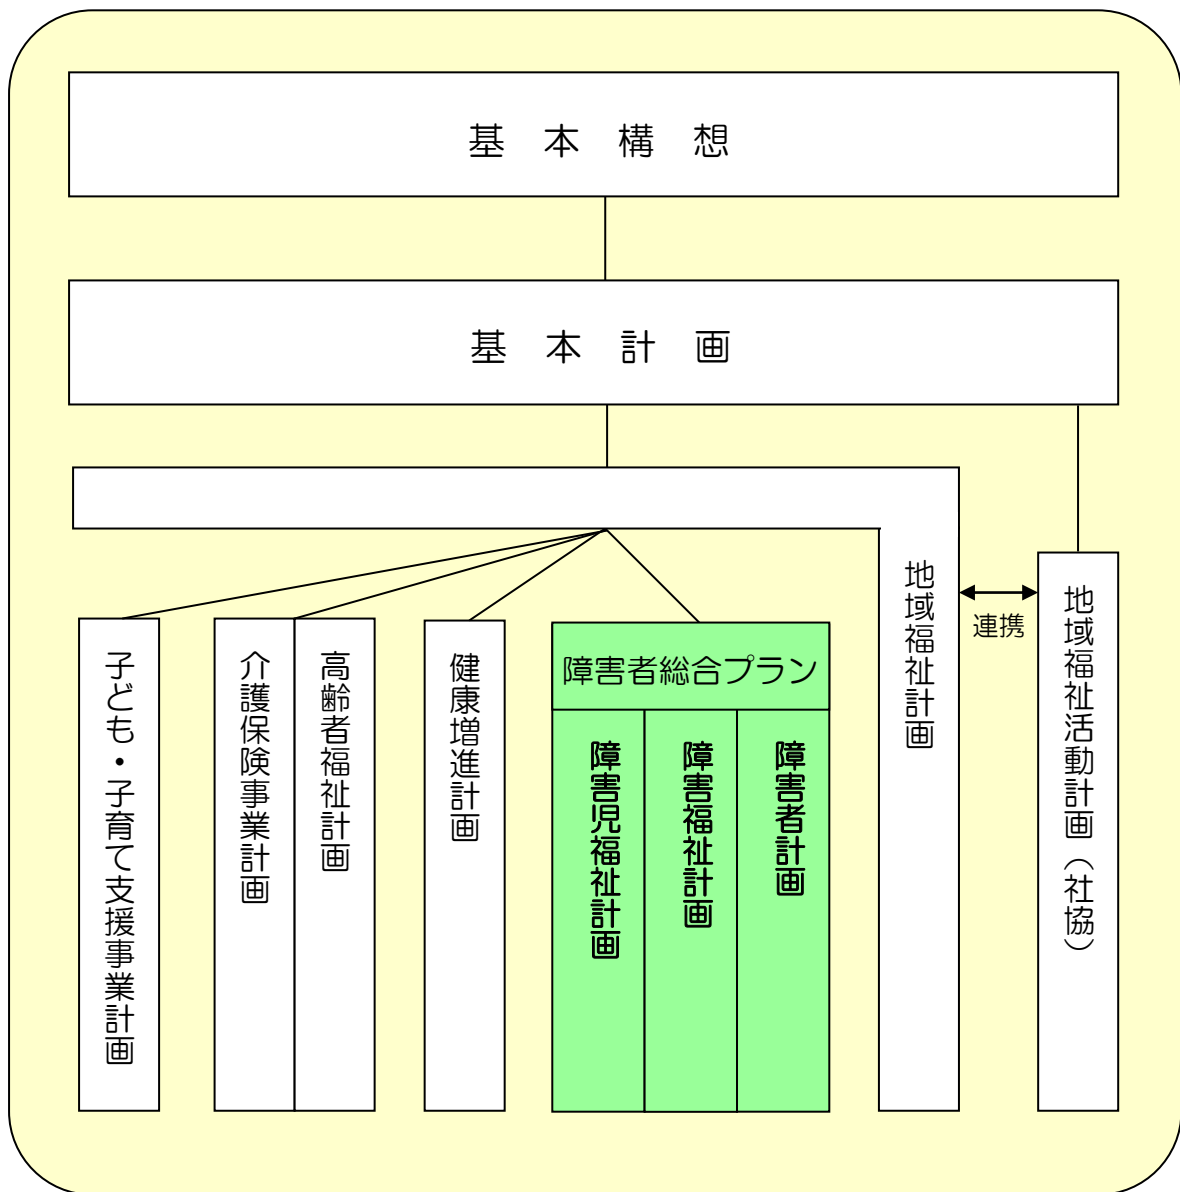 基本構想
基本計画
地域福祉計画
連携
地域福祉活動計画（社協）
子ども・子育て支援事業計画
介護保険事業計画
高齢者福祉計画
健康増進計画
障害者総合プラン
障害児福祉計画
障害福祉計画
障害者計画